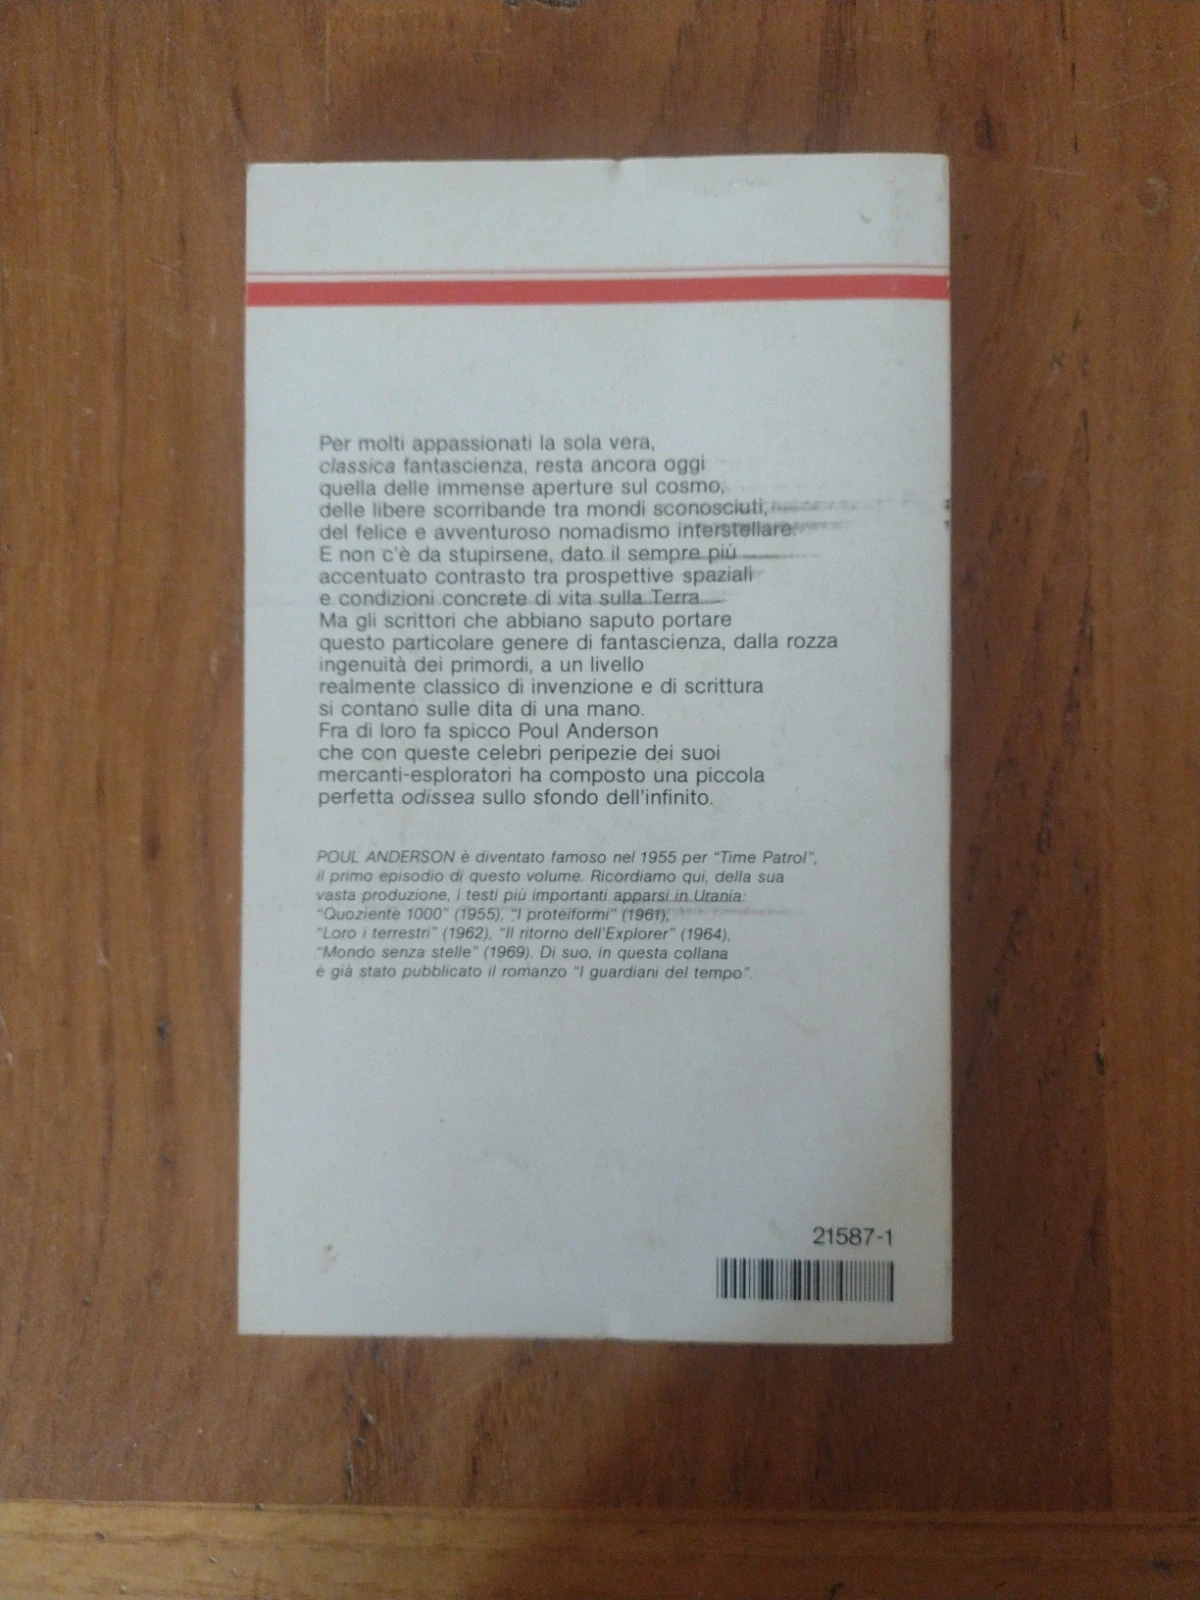 Per molti appassionati la sola vera,
classica fantascienza, resta ancora oggi
quella delle immense aperture sul cosmo,
delle libere scorribande tra mondi sconosciuti,
del felice e avventuroso nomadismo interstellare.
E non c'è da stupirsene, dato il sempre più
accentuato contrasto tra prospettive spaziali
e condizioni concrete di vita sulla Terra.
Ma gli scrittori che abbiano saputo portare
questo particolare genere di fantascienza, dalla rozza
ingenuità dei primordi, a un livello
realmente classico di invenzione e di scrittura
si contano sulle dita di una mano.
Fra di loro fa spicco Poul Anderson
che con queste celebri peripezie dei suoi
mercanti-esploratori ha composto una piccola
perfetta odissea sullo sfondo dell'infinito.
POUL ANDERSON è diventato famoso nel 1955 per "Time Patrol",
il primo episodio di questo volume. Ricordiamo qui, della sua
vasta produzione, i testi più importanti apparsi in Urania:
"Quoziente 1000" (1955), "I proteiformi" (1961),
"Loro i terrestri" (1962), "Il ritorno dell'Explorer" (1964),
"Mondo senza stelle" (1969). Di suo, in questa collana
è già stato pubblicato il romanzo "I guardiani del tempo".
21587-1